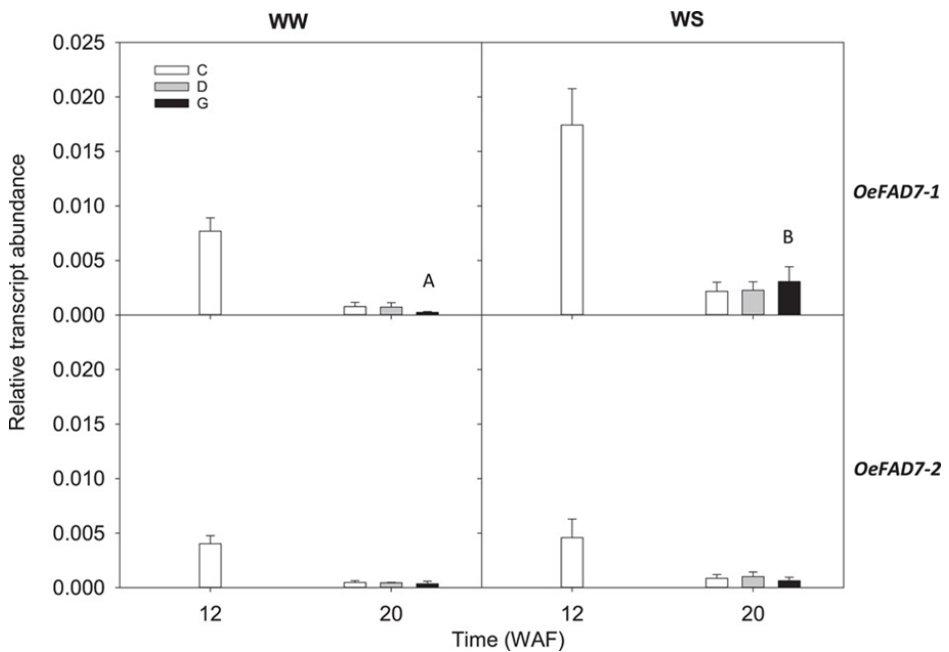 WW
WS
Relative transcript abundance
0.025
0.020
0.015
0.010
0.005
0.000
C
D
G
A
B
OeFAD7-1
0.020
0.015
0.010
0.005
0.000
OeFAD7-2
12
20
12
20
Time (WAF)